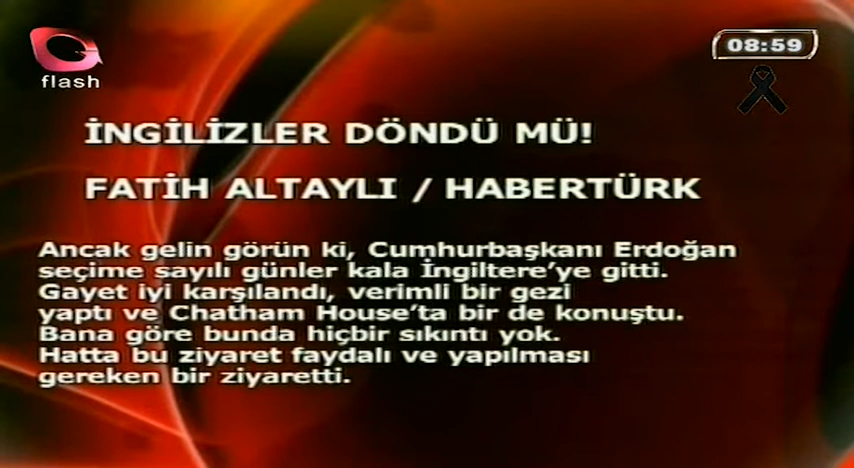 flash
08:59
İNGİLİZLER DÖNDÜ MÜ!
FATİH ALTAYLI / HABERTÜRK
Ancak gelin görün ki, Cumhurbaşkanı Erdoğan
seçime sayılı günler kala İngiltere'ye gitti.
Gayet iyi karşılandı, verimli bir gezi
yaptı ve Chatham House'ta bir de konuştu.
Bana göre bunda hiçbir sıkıntı yok.
Hatta bu ziyaret faydalı ve yapılması
gereken bir ziyaretti.